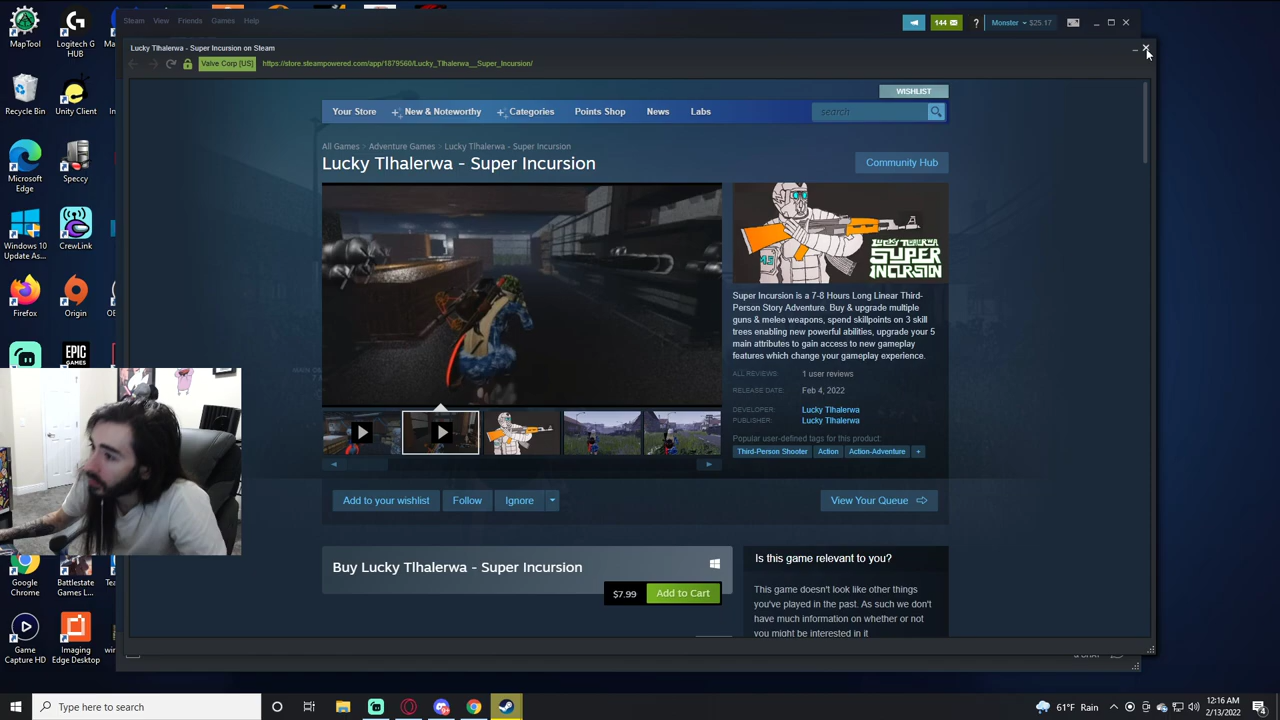 Steam View Friends Games Help
144
?
Monster $25.17
Lucky Tlhalerwa - Super Incursion on Steam
Valve Corp [US] https://store.steampowered.com/app/1879560/Lucky_Tlhalerwa__Super_Incursion/
WISHLIST
Your Store New & Noteworthy Categories Points Shop News Labs search
All Games > Adventure Games > Lucky Tlhalerwa - Super Incursion
Lucky Tlhalerwa - Super Incursion
Community Hub
LUCKY TLHALERWA
SUPER
INCURSION
Super Incursion is a 7-8 Hours Long Linear Third-
Person Story Adventure. Buy & upgrade multiple
guns & melee weapons, spend skillpoints on 3 skill
trees enabling new powerful abilities, upgrade your 5
main attributes to gain access to new gameplay
features which change your gameplay experience.
ALL REVIEWS: 1 user reviews
RELEASE DATE: Feb 4, 2022
DEVELOPER: Lucky Tlhalerwa
PUBLISHER: Lucky Tlhalerwa
Popular user-defined tags for this product:
Third-Person Shooter Action Action-Adventure +
Add to your wishlist Follow Ignore
View Your Queue
Buy Lucky Tlhalerwa - Super Incursion
$7.99 Add to Cart
Is this game relevant to you?
This game doesn't look like other things
you've played in the past. As such we don't
have much information on whether or not
you might be interested in it
MapTool
Logitech G
HUB
Recycle Bin
Unity Client
Microsoft
Edge
Speccy
Windows 10
Update As...
CrewLink
Firefox
Origin
EPIC
GAMES
Google
Chrome
Battlestate
Games L...
Game
Capture HD
Imaging
Edge Desktop
Type here to search
61°F Rain
12:16 AM
2/13/2022
4